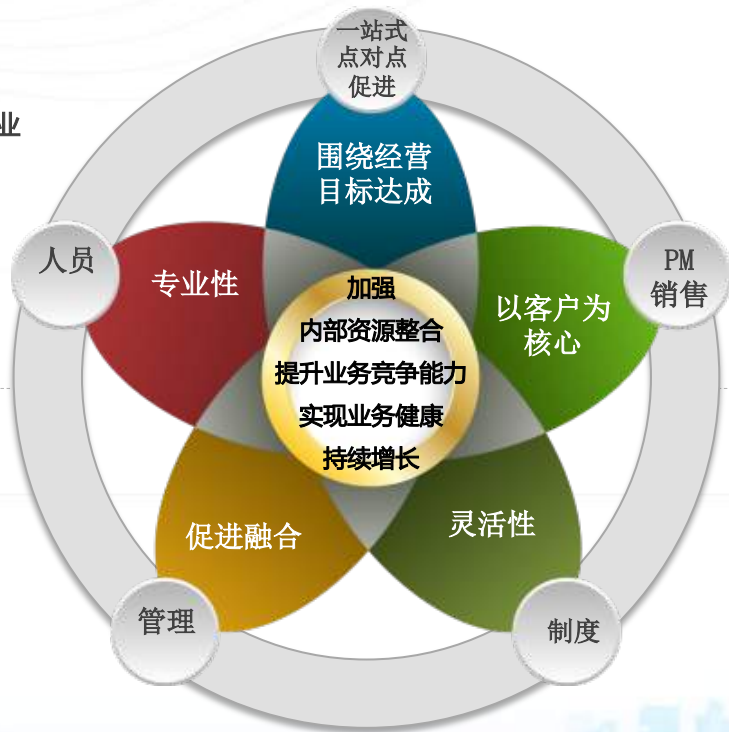 一站式
点对点
促进
业
围绕经营
目标达成
人员
专业性
PM
销售
以客户为
核心
加强
内部资源整合
提升业务竞争能力
实现业务健康
持续增长
促进融合
灵活性
管理
制度